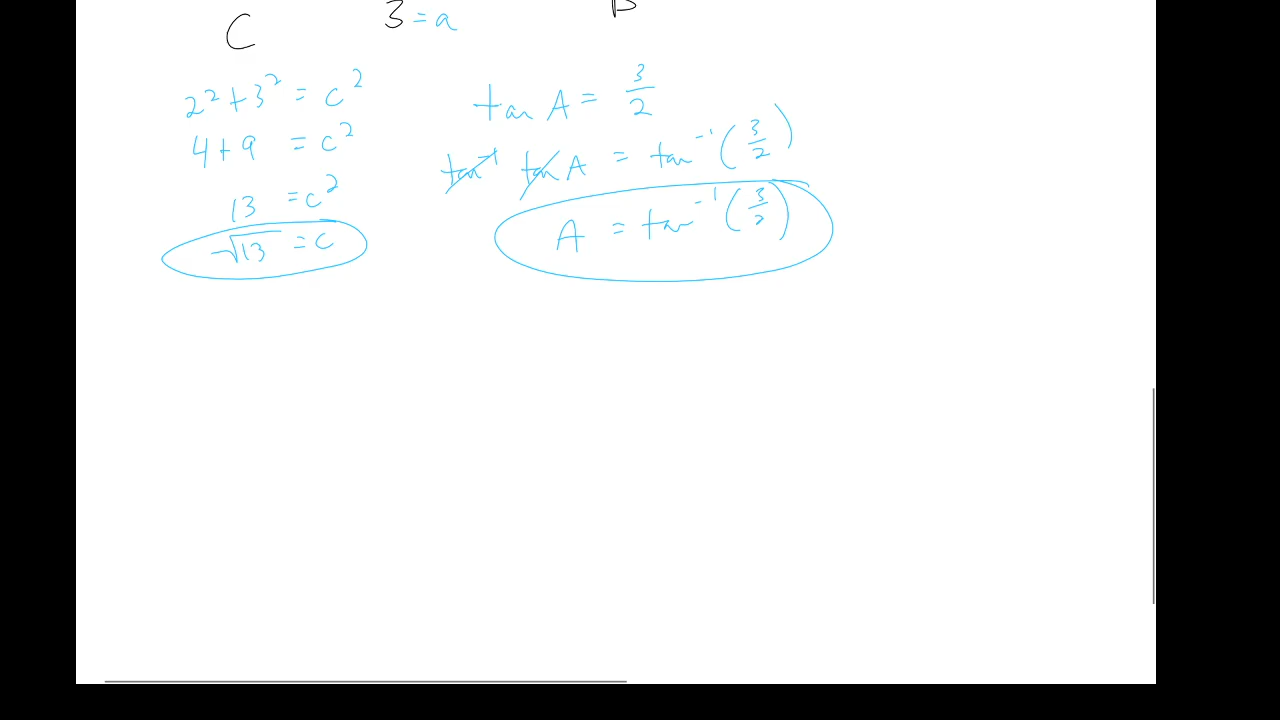 C 3 = a B
2² + 3² = c²
4 + 9 = c²
13 = c²
√13 = c
tan A = 3/2
tan⁻¹ tan A = tan⁻¹ (3/2)
A = tan⁻¹ (3/2)